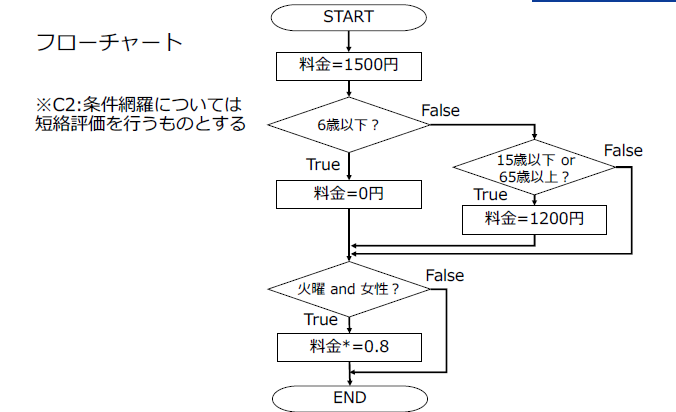 START
フローチャート
料金=1500円
※C2:条件網羅については
短絡評価を行うものとする
False
6歳以下？
False
15歳以下 or
65歳以上？
True
True
料金=0円
料金=1200円
False
火曜 and 女性？
True
料金*=0.8
END